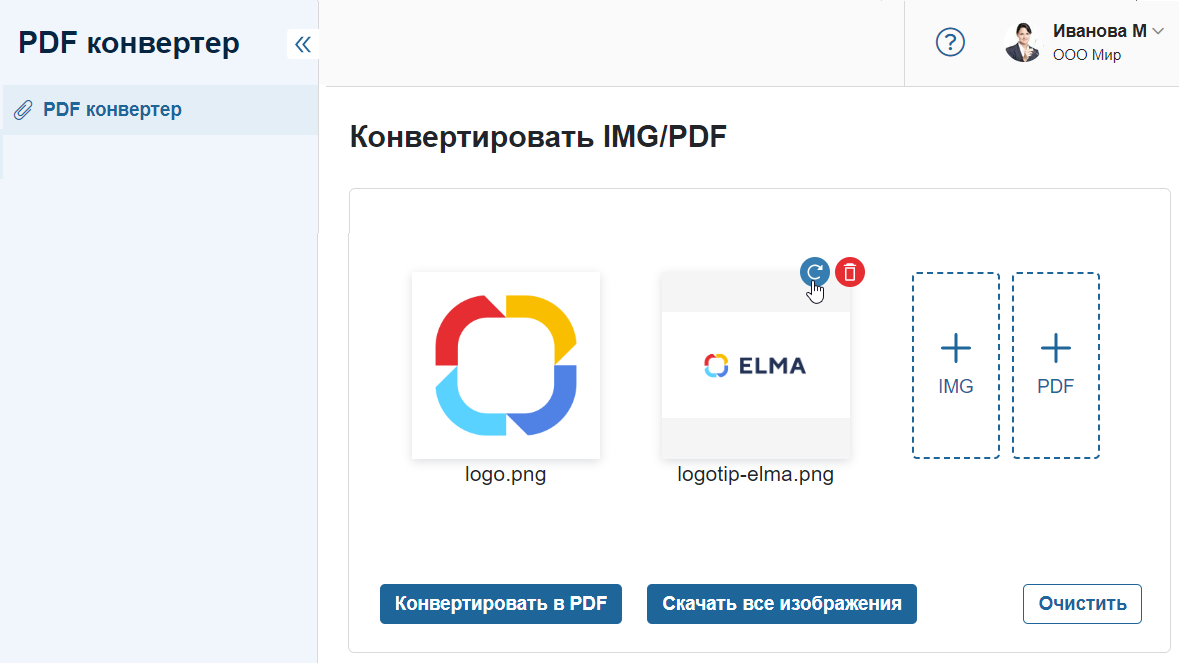 PDF конвертер
Иванова М
ООО Мир
PDF конвертер
Конвертировать IMG/PDF
ELMA
IMG
PDF
logo.png
logotip-elma.png
Конвертировать в PDF
Скачать все изображения
Очистить